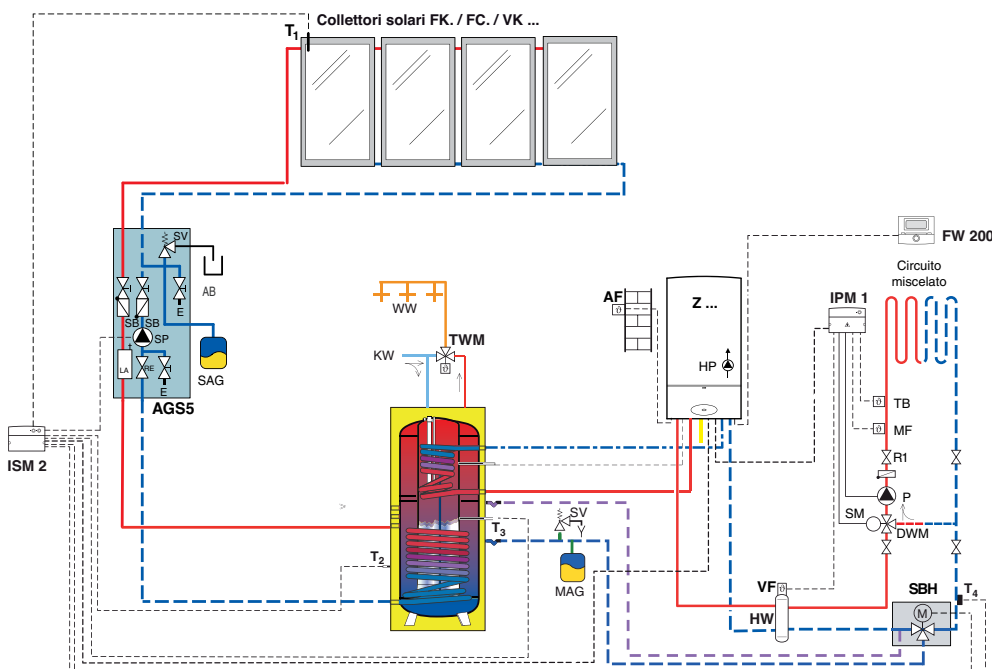 Collettori solari FK. / FC. / VK ...
T1
FW 200
SV
AB
E
SB SB
SP
LA
RE
E
SAG
AGS5
ISM 2
WW
TWM
KW
AF
Z ...
HP
IPM 1
Circuito
miscelato
TB
MF
R1
P
SM
DWM
T2
T3
SV
MAG
VF
HW
SBH
M
T4